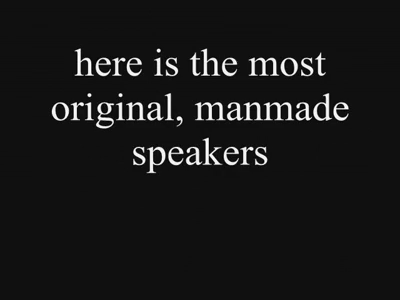 here is the most
original, manmade
speakers